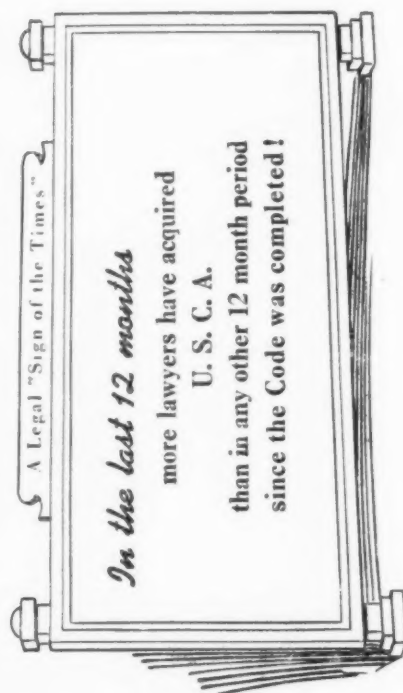 A Legal "Sign of the Times"
In the last 12 months
more lawyers have acquired
U. S. C. A.
than in any other 12 month period
since the Code was completed!